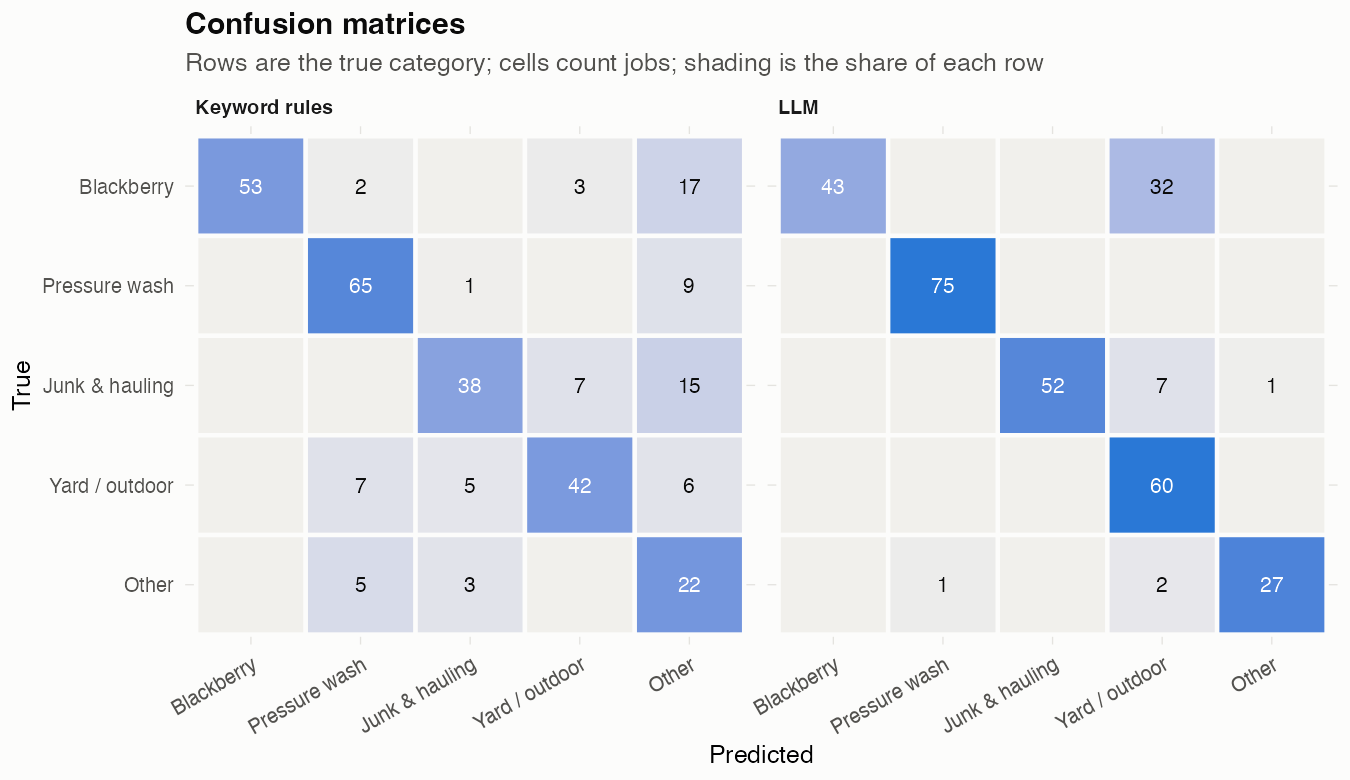 Confusion matrices
Rows are the true category; cells count jobs; shading is the share of each row
Keyword rules
LLM
True
Blackberry 53 2 3 17 43 32
Pressure wash 65 1 9 75
Junk & hauling 38 7 15 52 7 1
Yard / outdoor 7 5 42 6 60
Other 5 3 22 1 2 27
Blackberry Pressure wash Junk & hauling Yard / outdoor Other Blackberry Pressure wash Junk & hauling Yard / outdoor Other
Predicted